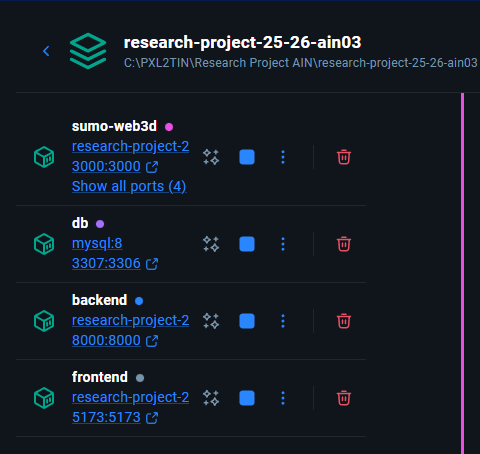 research-project-25-26-ain03
C:\PXL2TIN\Research Project AIN\research-project-25-26-ain03
sumo-web3d
research-project-2
3000:3000
Show all ports (4)
db
mysql:8
3307:3306
backend
research-project-2
8000:8000
frontend
research-project-2
5173:5173